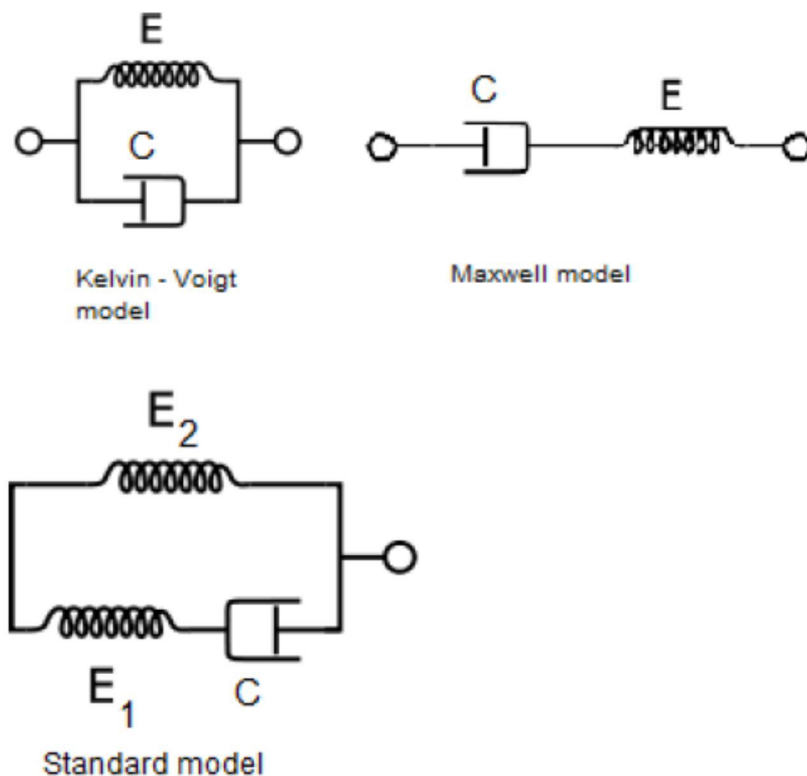 E
C
Kelvin - Voigt
model
C
E
Maxwell model
E2
E1
C
Standard model